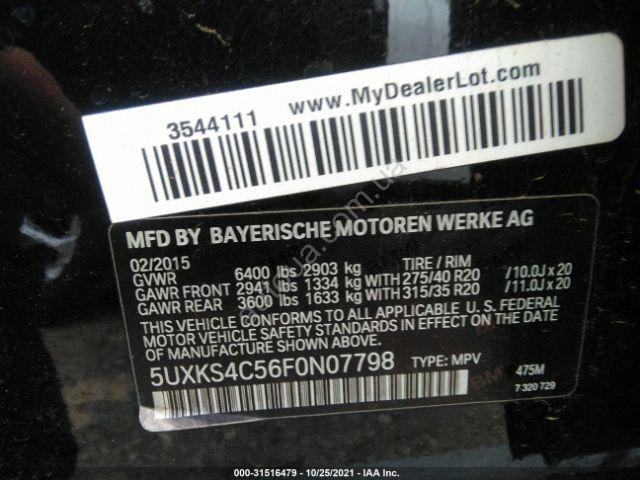 www.MyDealerLot.com
3544111
MFD BY BAYERISCHE MOTOREN WERKE AG
02/2015
GVWR 6400 lbs 2903 kg TIRE / RIM
GAWR FRONT 2941 lbs 1334 kg WITH 275/40 R20 /10.0J x 20
GAWR REAR 3600 lbs 1633 kg WITH 315/35 R20 /11.0J x 20
THIS VEHICLE CONFORMS TO ALL APPLICABLE U. S. FEDERAL
MOTOR VEHICLE SAFETY STANDARDS IN EFFECT ON THE DATE
OF MANUFACTURE SHOWN ABOVE.
5UXKS4C56F0N07798 TYPE: MPV 475M
7 320 729
000-31516479 - 10/25/2021 - IAA Inc.